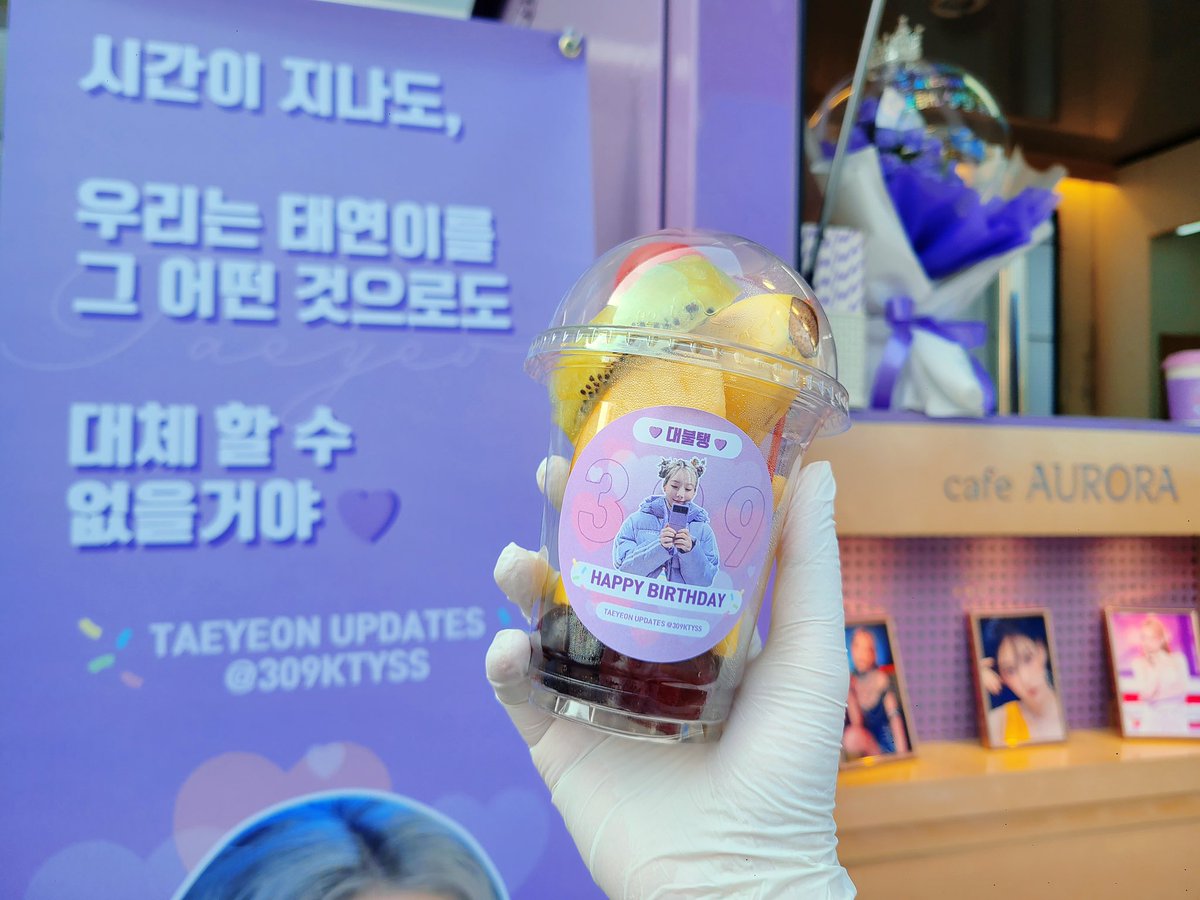 시간이 지나도,
우리는 태연이를
그 어떤 것으로도
대체 할 수
없을거야
TAEYEON UPDATES
@309KTYSS
대불탱
309
HAPPY BIRTHDAY
TAEYEON UPDATES @309KTYSS
cafe AURORA